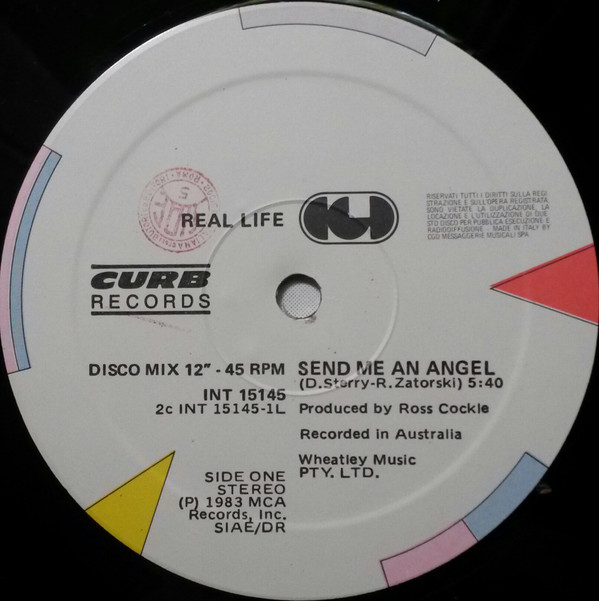 REAL LIFE
RISERVATI TUTTI I DIRITTI SULLA REGI-
STRAZIONE E SULL'OPERA REGISTRATA.
SONO VIETATE LA DUPLICAZIONE, LA
LOCAZIONE E L'UTILIZZAZIONE DI QUE-
STO DISCO PER PUBBLICA ESECUZIONE E
RADIODIFFUSIONE - MADE IN ITALY BY
CGD MESSAGGERIE MUSICALI SPA.
CURB
RECORDS
DISCO MIX 12" - 45 RPM
INT 15145
2c INT 15145-1L
SEND ME AN ANGEL
(D.Sterry-R.Zatorski) 5:40
Produced by Ross Cockle
Recorded in Australia
Wheatley Music
PTY. LTD.
SIDE ONE
STEREO
(P) 1983 MCA
Records, Inc.
SIAE/DR